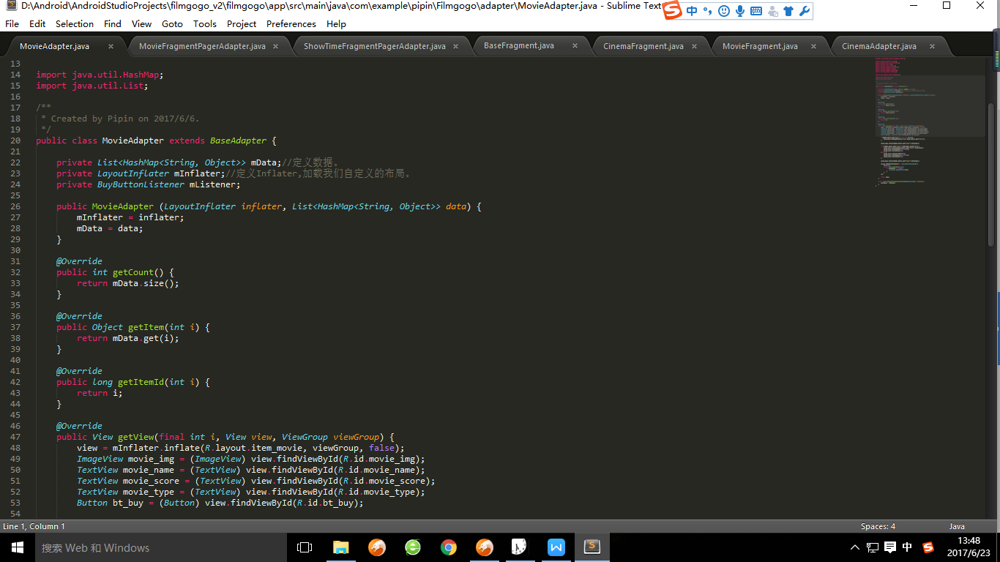 D:\Android\AndroidStudioProjects\filmgogo_v2\filmgogo\app\src\main\java\com\example\pipin\Filmgogo\adapter\MovieAdapter.java - Sublime Text
中
File Edit Selection Find View Goto Tools Project Preferences Help
MovieAdapter.java × MovieFragmentPagerAdapter.java × ShowTimeFragmentPagerAdapter.java × BaseFragment.java × CinemaFragment.java × MovieFragment.java × CinemaAdapter.java ×
13
14 import java.util.HashMap;
15 import java.util.List;
16
17 /**
18 * Created by Pipin on 2017/6/6.
19 */
20 public class MovieAdapter extends BaseAdapter {
21
22 private List<HashMap<String, Object>> mData;//定义数据。
23 private LayoutInflater mInflater;//定义Inflater,加载我们自定义的布局。
24 private BuyButtonListener mListener;
25
26 public MovieAdapter (LayoutInflater inflater, List<HashMap<String, Object>> data) {
27 mInflater = inflater;
28 mData = data;
29 }
30
31 @Override
32 public int getCount() {
33 return mData.size();
34 }
35
36 @Override
37 public Object getItem(int i) {
38 return mData.get(i);
39 }
40
41 @Override
42 public long getItemId(int i) {
43 return i;
44 }
45
46 @Override
47 public View getView(final int i, View view, ViewGroup viewGroup) {
48 view = mInflater.inflate(R.layout.item_movie, viewGroup, false);
49 ImageView movie_img = (ImageView) view.findViewById(R.id.movie_img);
50 TextView movie_name = (TextView) view.findViewById(R.id.movie_name);
51 TextView movie_score = (TextView) view.findViewById(R.id.movie_score);
52 TextView movie_type = (TextView) view.findViewById(R.id.movie_type);
53 Button bt_buy = (Button) view.findViewById(R.id.bt_buy);
54
Line 1, Column 1 Spaces: 4 Java
搜索 Web 和 Windows
中
13:48
2017/6/23